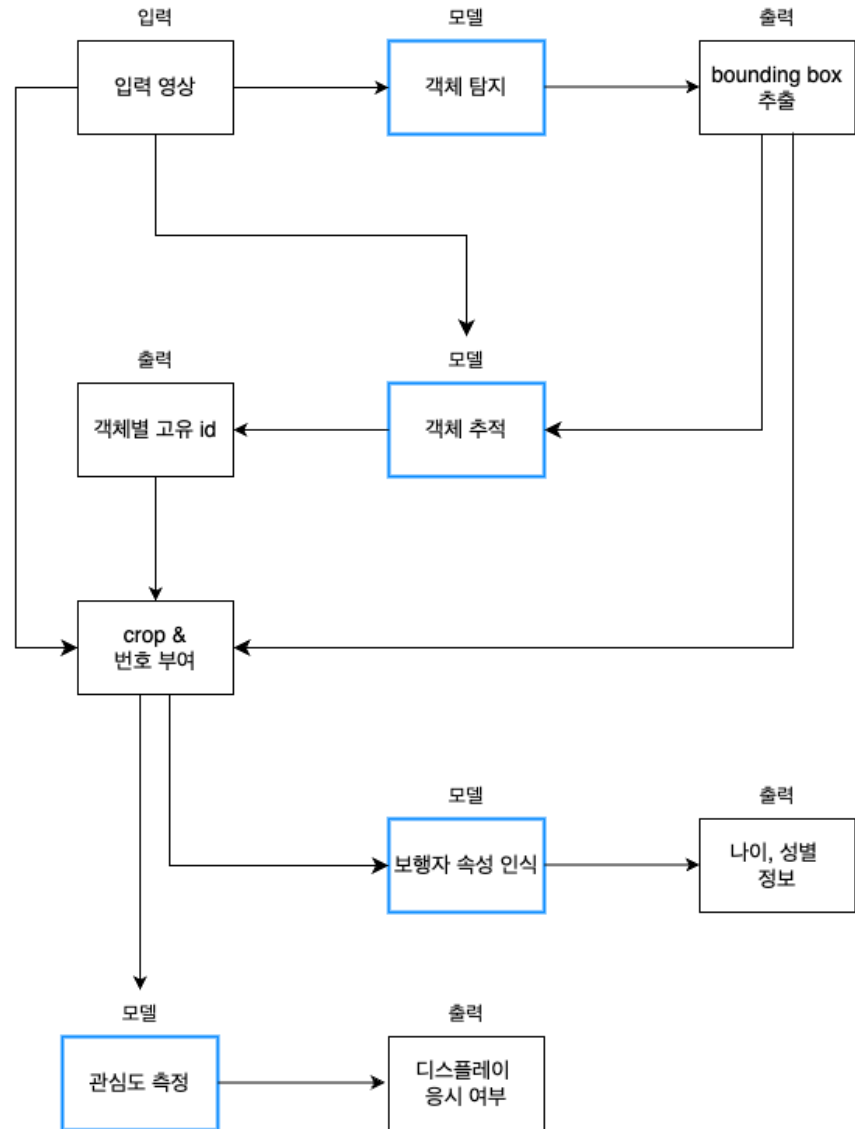 입력
모델
출력
입력 영상
객체 탐지
bounding box
추출
출력
모델
객체별 고유 id
객체 추적
crop &
번호 부여
모델
출력
보행자 속성 인식
나이, 성별
정보
모델
출력
관심도 측정
디스플레이
응시 여부